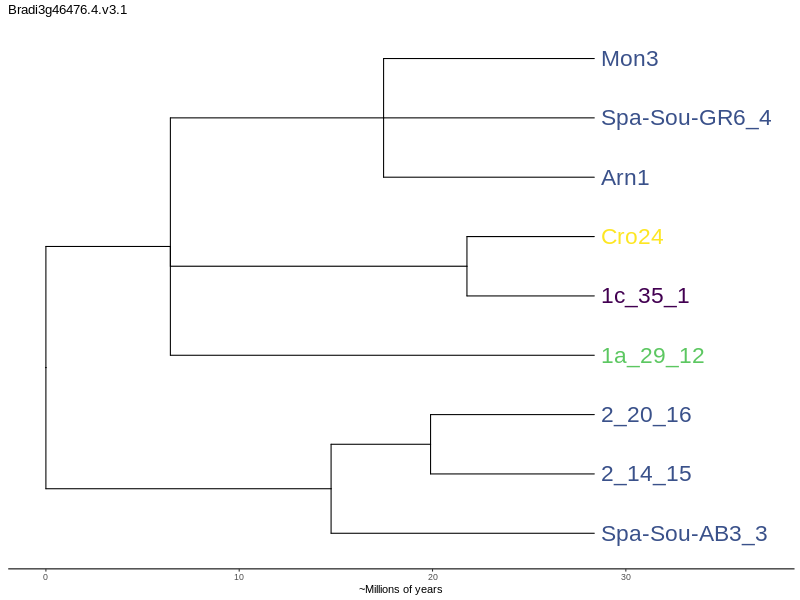 Bradi3g46476.4.v3.1
Mon3
Spa-Sou-GR6_4
Arn1
Cro24
1c_35_1
1a_29_12
2_20_16
2_14_15
Spa-Sou-AB3_3
0 10 20 30
~Millions of years